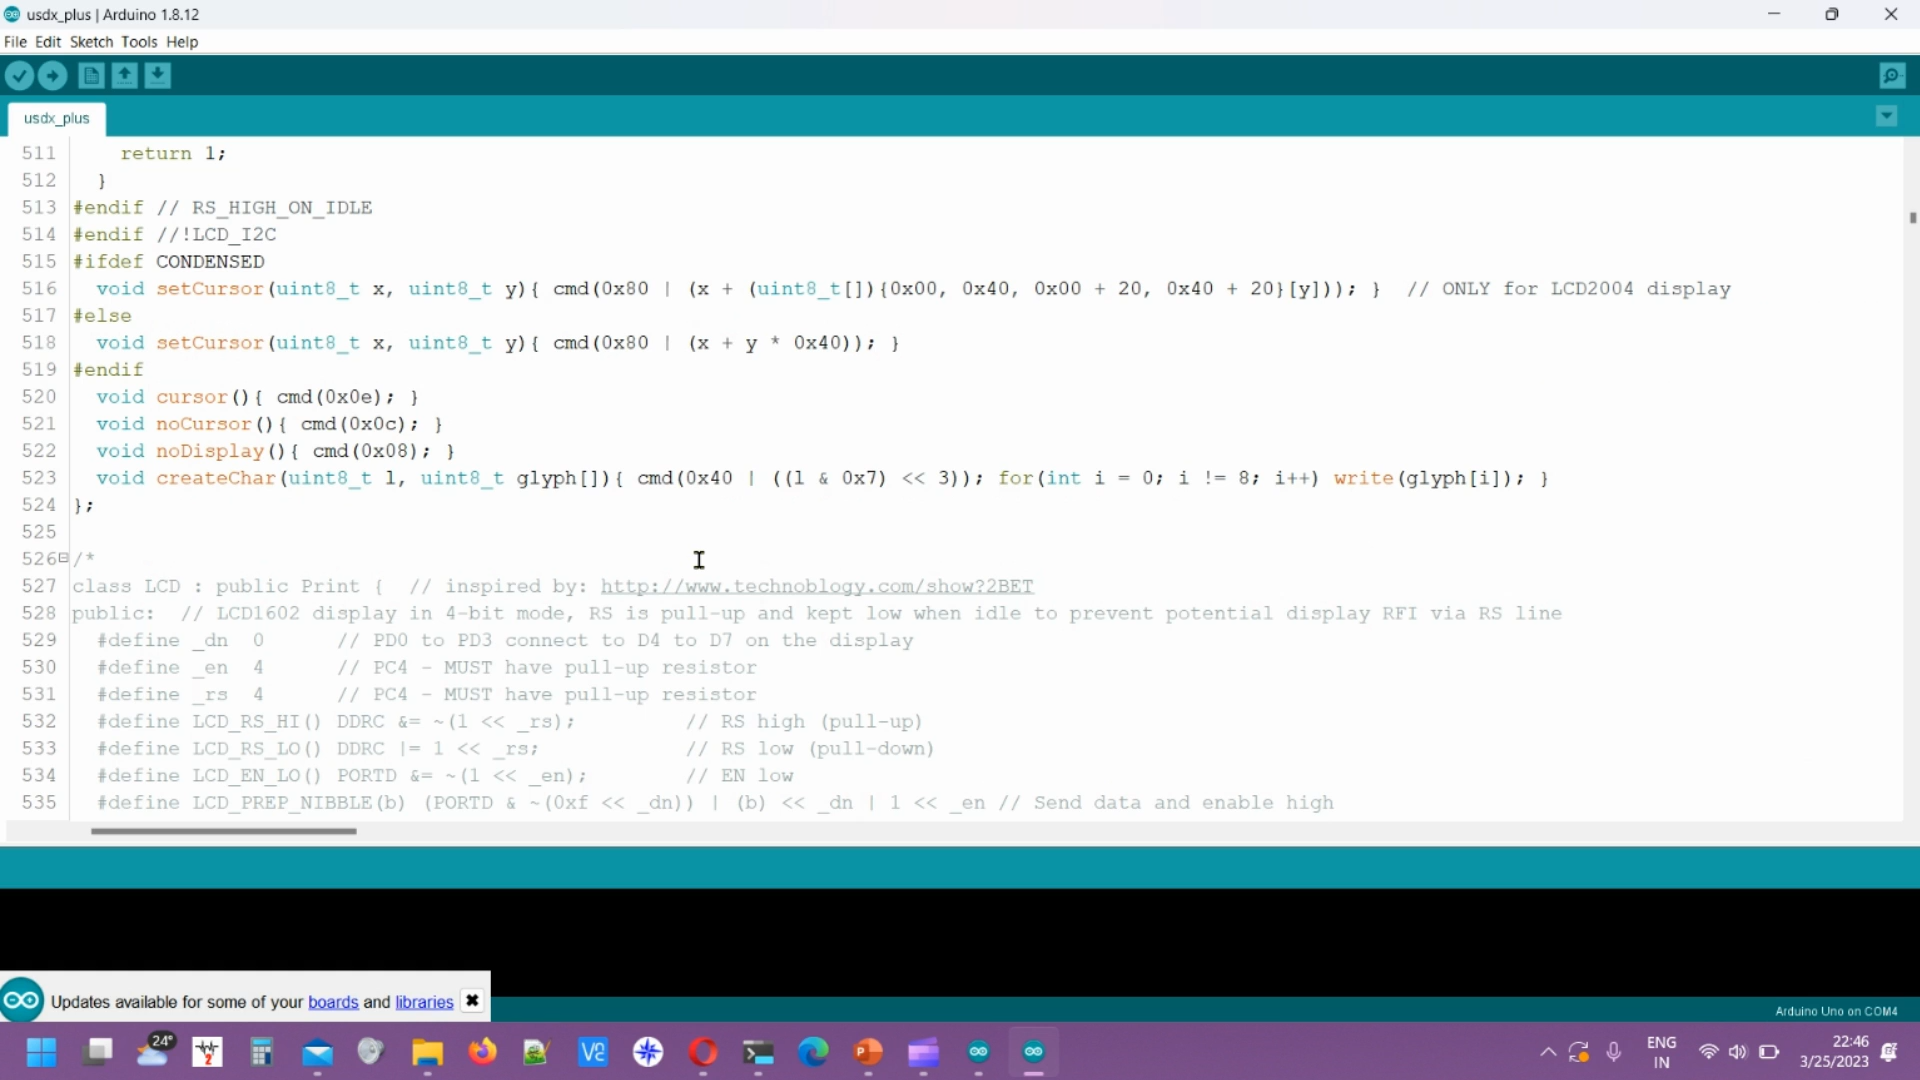 usdx_plus | Arduino 1.8.12
File Edit Sketch Tools Help
usdx_plus
511 return 1;
512 }
513 #endif // RS_HIGH_ON_IDLE
514 #endif //!LCD_I2C
515 #ifdef CONDENSED
516 void setCursor(uint8_t x, uint8_t y){ cmd(0x80 | (x + (uint8_t[]){0x00, 0x40, 0x00 + 20, 0x40 + 20}[y])); } // ONLY for LCD2004 display
517 #else
518 void setCursor(uint8_t x, uint8_t y){ cmd(0x80 | (x + y * 0x40)); }
519 #endif
520 void cursor(){ cmd(0x0e); }
521 void noCursor(){ cmd(0x0c); }
522 void noDisplay(){ cmd(0x08); }
523 void createChar(uint8_t l, uint8_t glyph[]){ cmd(0x40 | ((l & 0x7) << 3)); for(int i = 0; i != 8; i++) write(glyph[i]); }
524 };
525
526 /*
527 class LCD : public Print { // inspired by: http://www.technoblogy.com/show?2BET
528 public: // LCD1602 display in 4-bit mode, RS is pull-up and kept low when idle to prevent potential display RFI via RS line
529 #define _dn 0 // PD0 to PD3 connect to D4 to D7 on the display
530 #define _en 4 // PC4 - MUST have pull-up resistor
531 #define _rs 4 // PC4 - MUST have pull-up resistor
532 #define LCD_RS_HI() DDRC &= ~(1 << _rs); // RS high (pull-up)
533 #define LCD_RS_LO() DDRC |= 1 << _rs; // RS low (pull-down)
534 #define LCD_EN_LO() PORTD &= ~(1 << _en); // EN low
535 #define LCD_PREP_NIBBLE(b) (PORTD & ~(0xf << _dn)) | (b) << _dn | 1 << _en // Send data and enable high
Updates available for some of your boards and libraries
Arduino Uno on COM4
24°
ENG
IN
22:46
3/25/2023